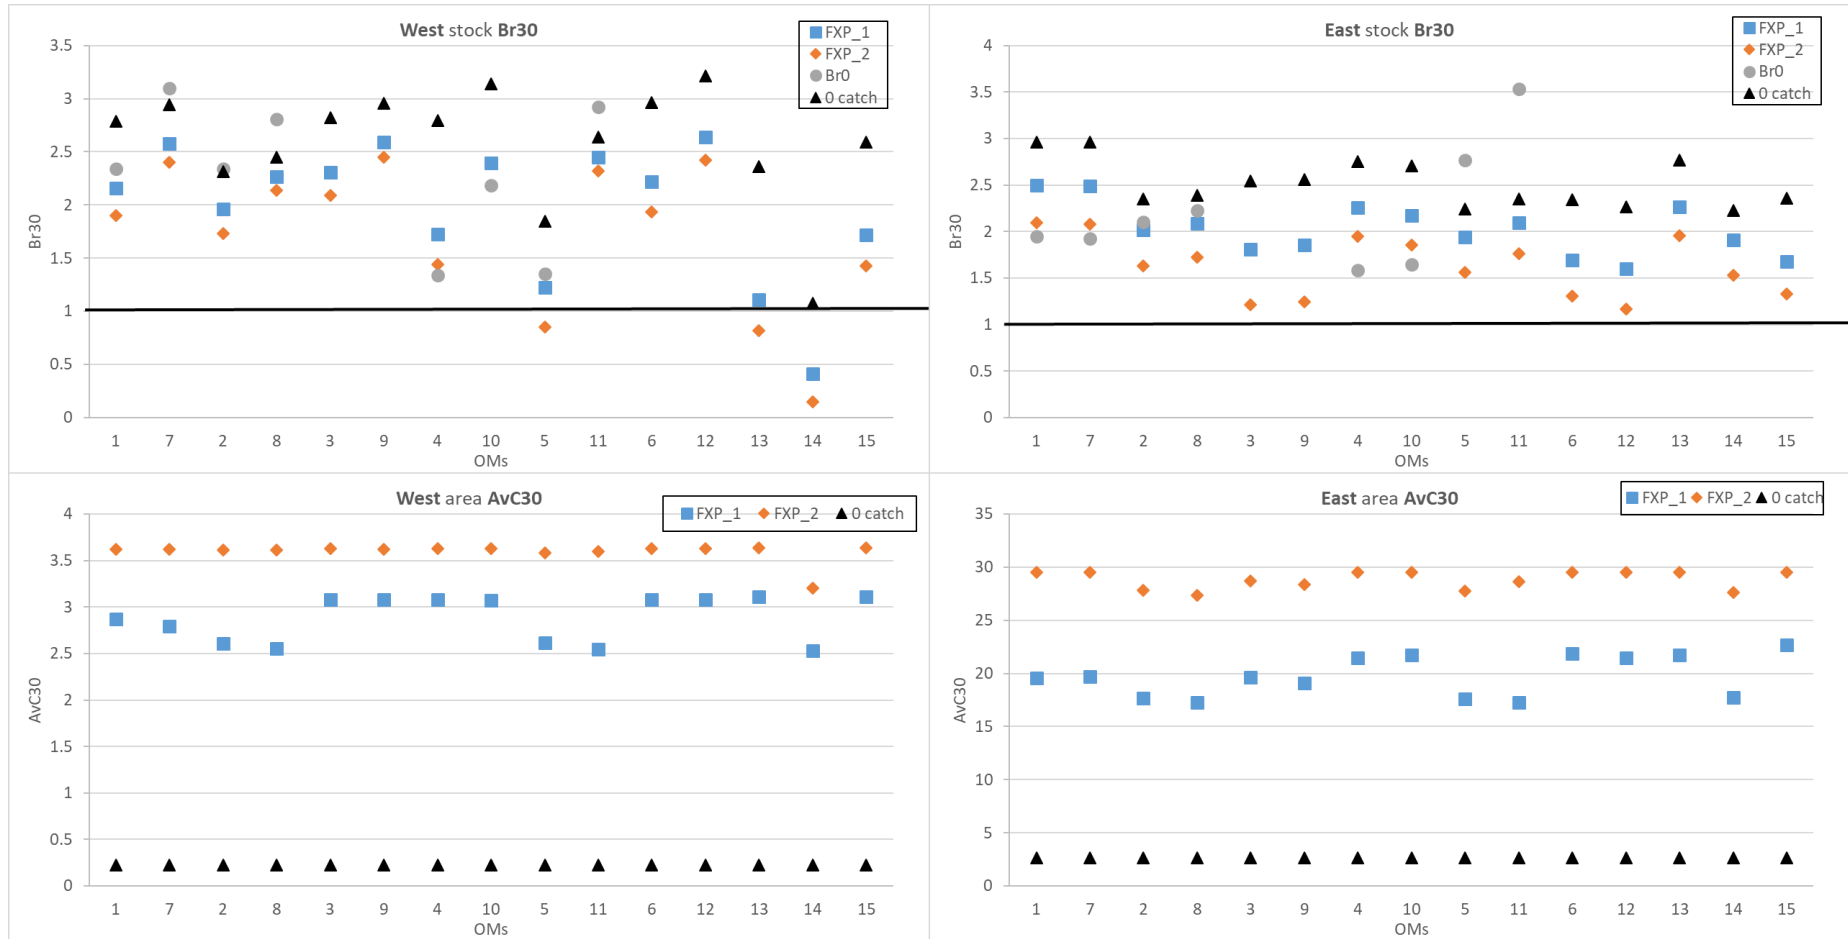 West stock Br30
FXP_1
FXP_2
Br0
0 catch
3.5
3
2.5
2
1.5
1
0.5
0
Br30
1 7 2 8 3 9 4 10 5 11 6 12 13 14 15
OMs
East stock Br30
FXP_1
FXP_2
Br0
0 catch
4
3.5
3
2.5
2
1.5
1
0.5
0
Br30
1 7 2 8 3 9 4 10 5 11 6 12 13 14 15
OMs
West area AvC30
FXP_1 FXP_2 0 catch
4
3.5
3
2.5
2
1.5
1
0.5
0
AvC30
1 7 2 8 3 9 4 10 5 11 6 12 13 14 15
OMs
East area AvC30
FXP_1 FXP_2 0 catch
35
30
25
20
15
10
5
0
AvC30
1 7 2 8 3 9 4 10 5 11 6 12 13 14 15
OMs